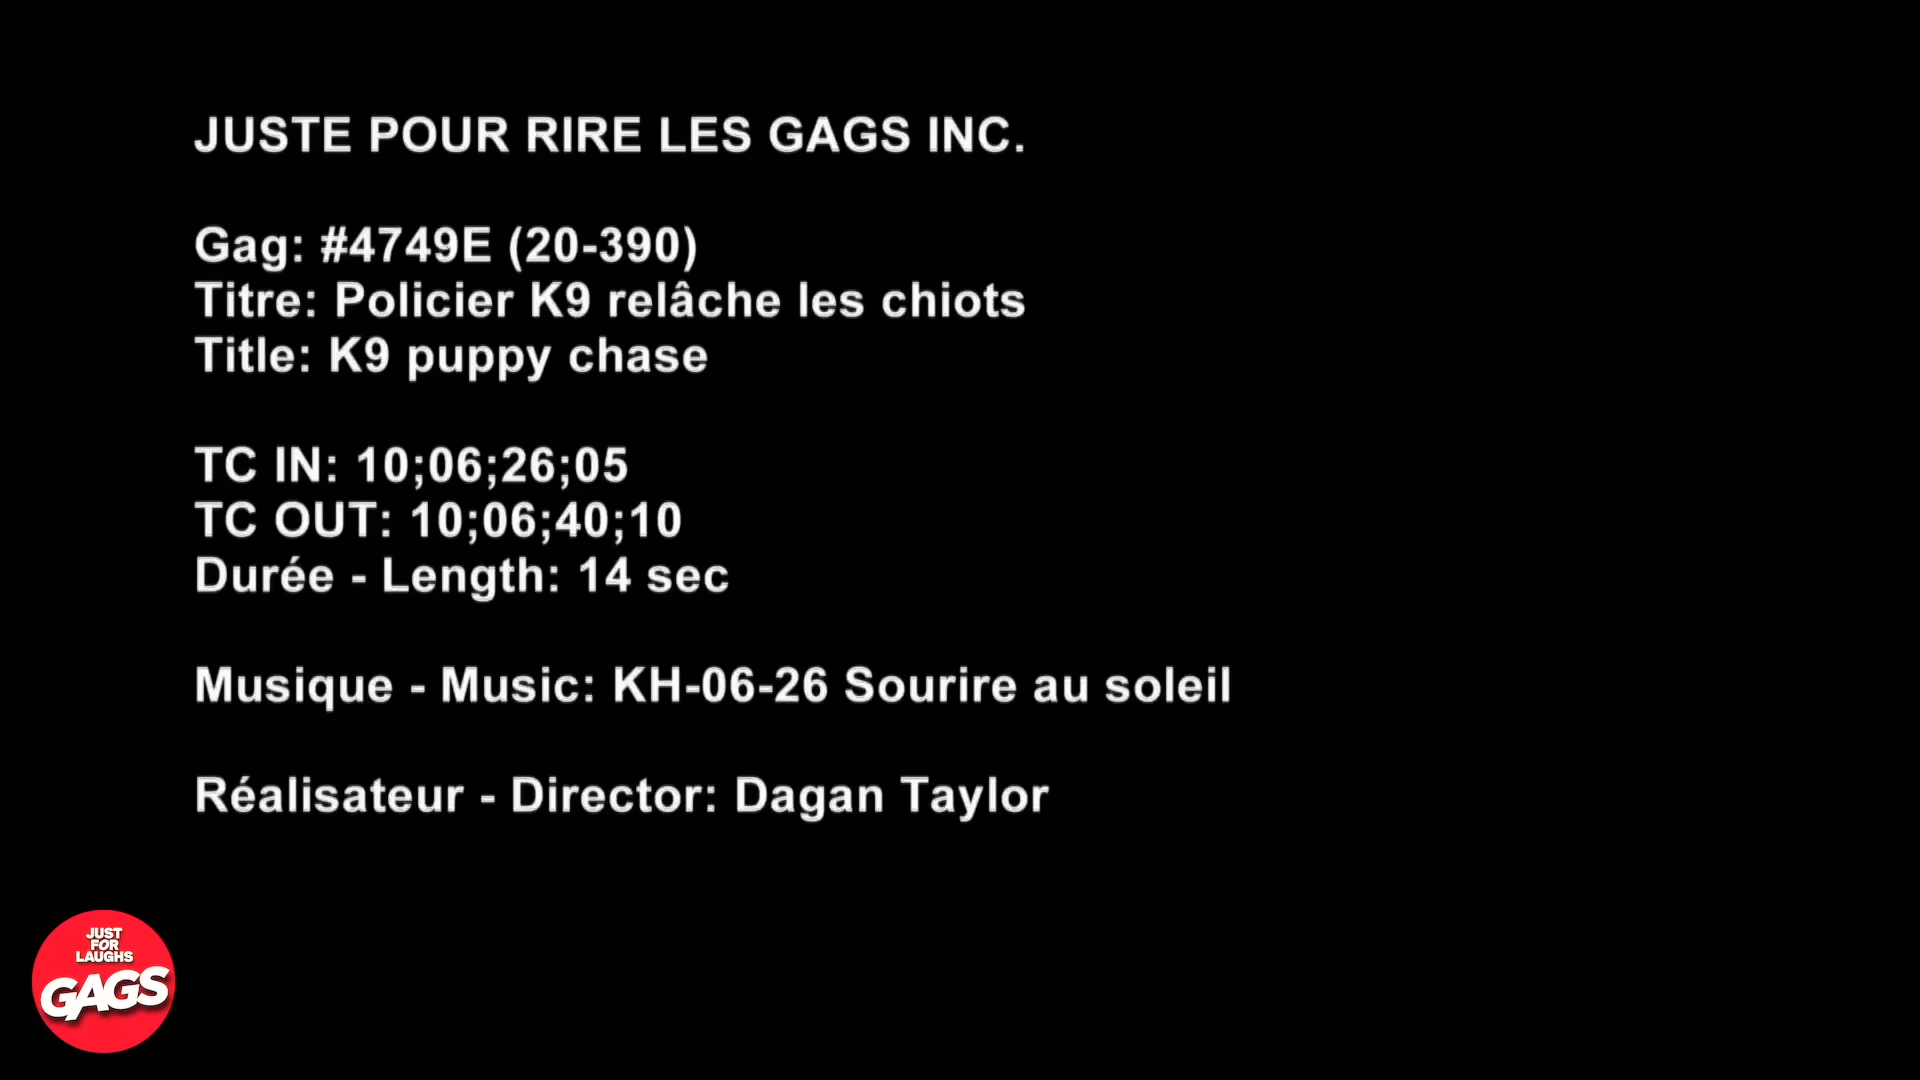 JUSTE POUR RIRE LES GAGS INC.
Gag: #4749E (20-390)
Titre: Policier K9 relâche les chiots
Title: K9 puppy chase
TC IN: 10;06;26;05
TC OUT: 10;06;40;10
Durée - Length: 14 sec
Musique - Music: KH-06-26 Sourire au soleil
Réalisateur - Director: Dagan Taylor
JUST
FOR
LAUGHS
GAGS